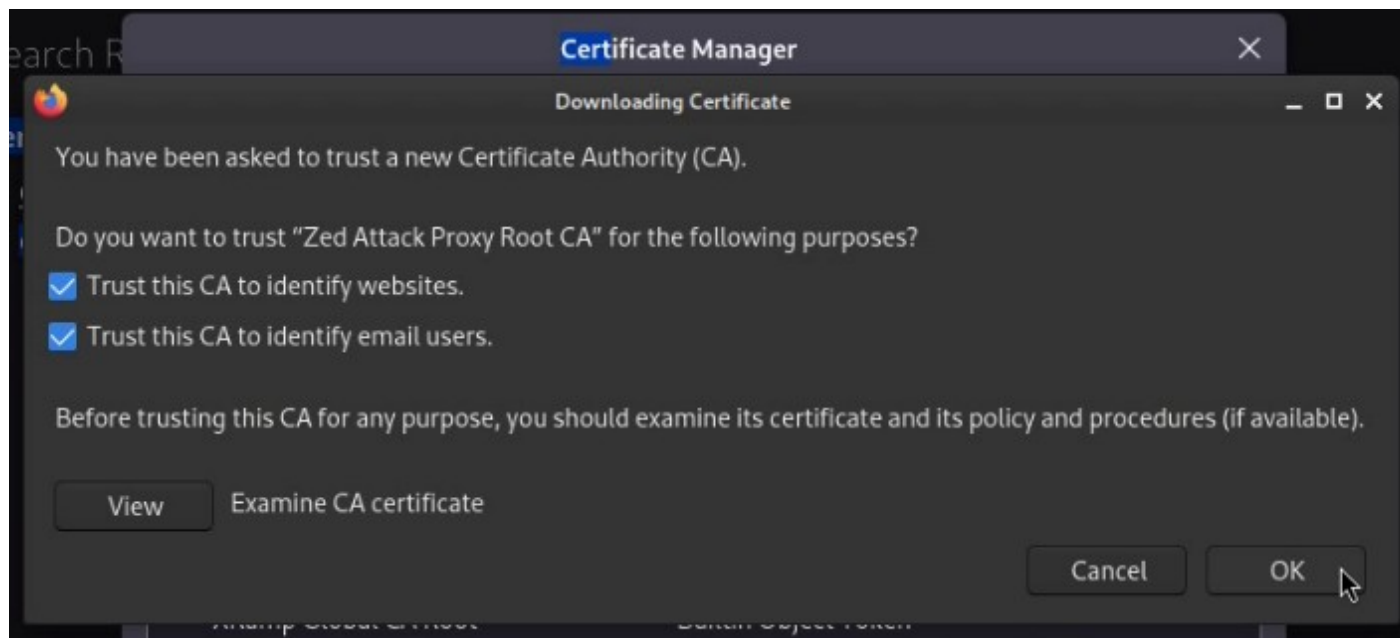 earch R
Certificate Manager
Downloading Certificate
You have been asked to trust a new Certificate Authority (CA).
Do you want to trust “Zed Attack Proxy Root CA” for the following purposes?
Trust this CA to identify websites.
Trust this CA to identify email users.
Before trusting this CA for any purpose, you should examine its certificate and its policy and procedures (if available).
View Examine CA certificate
Cancel OK